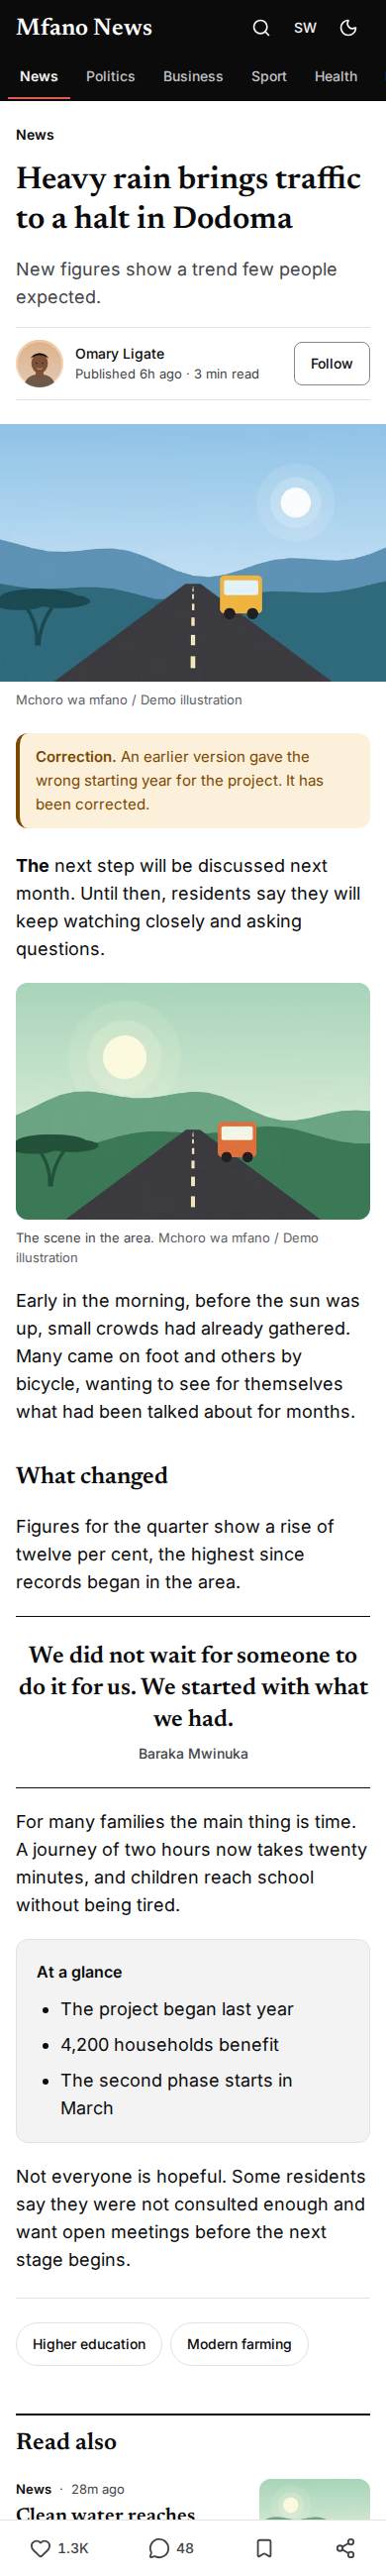 Mfano News
SW
News Politics Business Sport Health
News
Heavy rain brings traffic
to a halt in Dodoma
New figures show a trend few people
expected.
Omary Ligate
Published 6h ago · 3 min read
Follow
Mchoro wa mfano / Demo illustration
Correction. An earlier version gave the
wrong starting year for the project. It has
been corrected.
The next step will be discussed next
month. Until then, residents say they will
keep watching closely and asking
questions.
The scene in the area. Mchoro wa mfano / Demo
illustration
Early in the morning, before the sun was
up, small crowds had already gathered.
Many came on foot and others by
bicycle, wanting to see for themselves
what had been talked about for months.
What changed
Figures for the quarter show a rise of
twelve per cent, the highest since
records began in the area.
We did not wait for someone to
do it for us. We started with what
we had.
Baraka Mwinuka
For many families the main thing is time.
A journey of two hours now takes twenty
minutes, and children reach school
without being tired.
At a glance
• The project began last year
• 4,200 households benefit
• The second phase starts in
March
Not everyone is hopeful. Some residents
say they were not consulted enough and
want open meetings before the next
stage begins.
Higher education Modern farming
Read also
News · 28m ago
Clean water reaches
1.3K 48